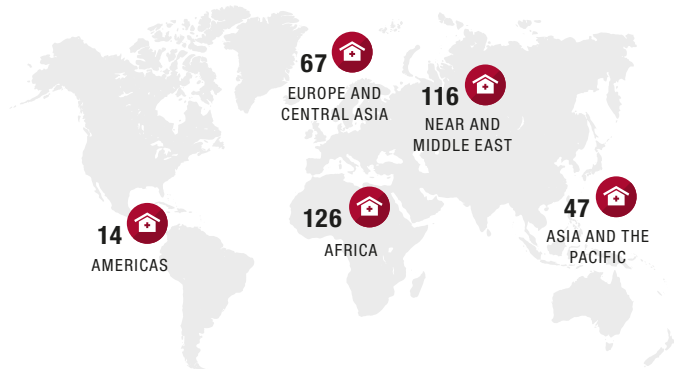 67
EUROPE AND
CENTRAL ASIA
116
NEAR AND
MIDDLE EAST
14
AMERICAS
126
AFRICA
47
ASIA AND THE
PACIFIC